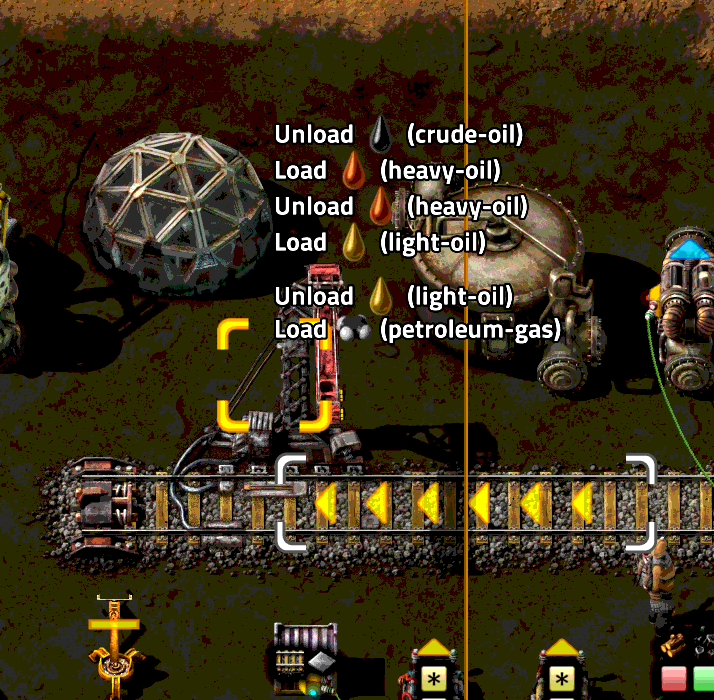 Unload (crude-oil)
Load (heavy-oil)
Unload (heavy-oil)
Load (light-oil)
Unload (light-oil)
Load (petroleum-gas)
* *